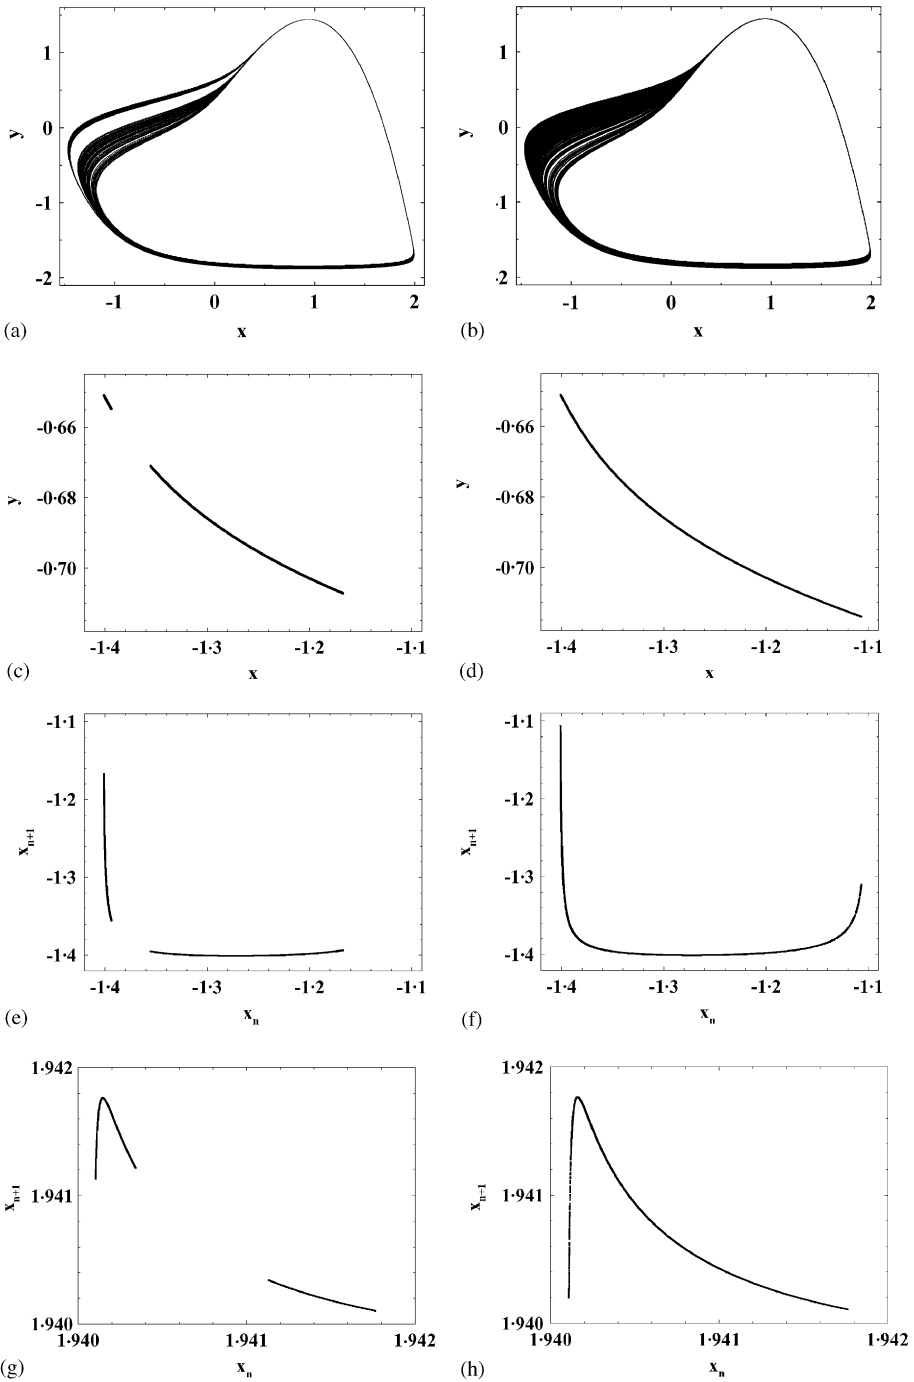 1
0
-1
-2
y
-1
0
1
2
(a)
x
1
0
·1
·2
y
-1
0
1
2
(b)
x
-0·66
-0·68
-0·70
y
-1·4
-1·3
-1·2
-1·1
(c)
x
-0·66
-0·68
-0·70
y
-1·4
-1·3
-1·2
-1·1
(d)
x
-1·1
-1·2
-1·3
-1·4
xn+1
-1·4
-1·3
-1·2
-1·1
(e)
xn
-1·1
-1·2
-1·3
-1·4
xn+1
-1·4
-1·3
-1·2
-1·1
(f)
xn
1·942
1·941
1·940
xn+1
1·940
1·941
1·942
(g)
xn
1·942
1·941
1·940
xn+1
1·940
1·941
1·942
(h)
xn